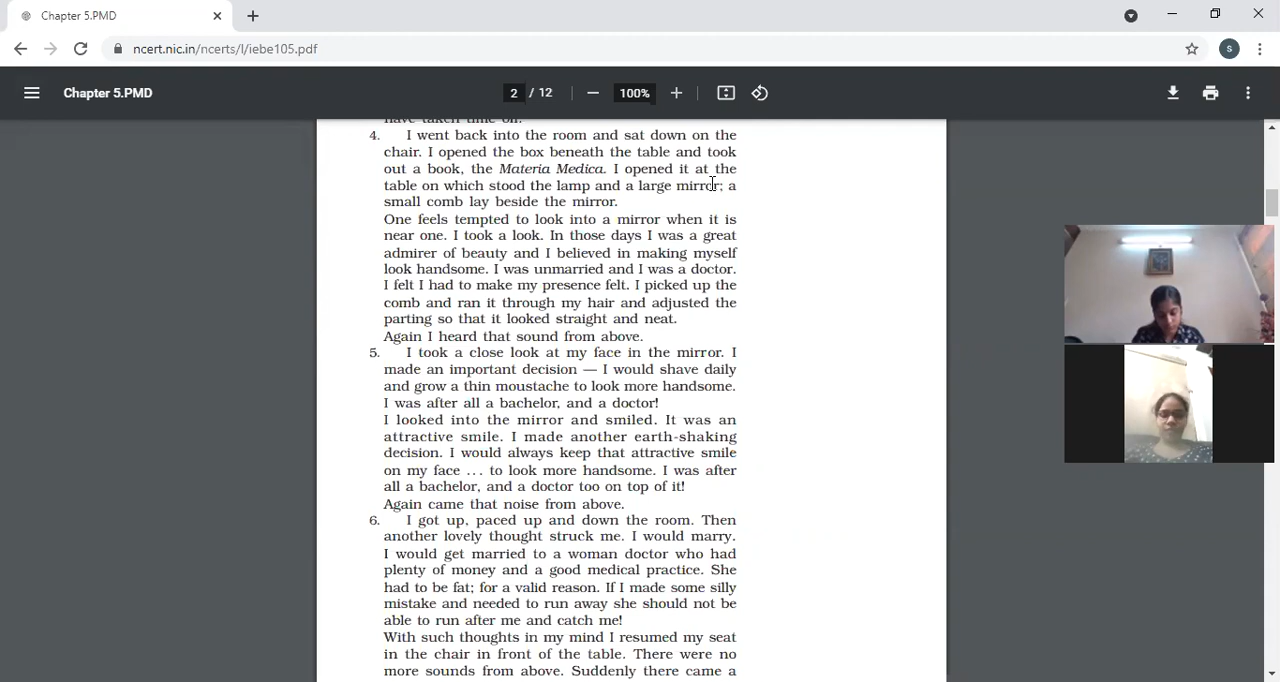 Chapter 5.PMD
ncert.nic.in/ncerts/l/iebe105.pdf
S
Chapter 5.PMD
2 / 12
100%
have taken time off.
4. I went back into the room and sat down on the
chair. I opened the box beneath the table and took
out a book, the Materia Medica. I opened it at the
table on which stood the lamp and a large mirror; a
small comb lay beside the mirror.
One feels tempted to look into a mirror when it is
near one. I took a look. In those days I was a great
admirer of beauty and I believed in making myself
look handsome. I was unmarried and I was a doctor.
I felt I had to make my presence felt. I picked up the
comb and ran it through my hair and adjusted the
parting so that it looked straight and neat.
Again I heard that sound from above.
5. I took a close look at my face in the mirror. I
made an important decision — I would shave daily
and grow a thin moustache to look more handsome.
I was after all a bachelor, and a doctor!
I looked into the mirror and smiled. It was an
attractive smile. I made another earth-shaking
decision. I would always keep that attractive smile
on my face ... to look more handsome. I was after
all a bachelor, and a doctor too on top of it!
Again came that noise from above.
6. I got up, paced up and down the room. Then
another lovely thought struck me. I would marry.
I would get married to a woman doctor who had
plenty of money and a good medical practice. She
had to be fat; for a valid reason. If I made some silly
mistake and needed to run away she should not be
able to run after me and catch me!
With such thoughts in my mind I resumed my seat
in the chair in front of the table. There were no
more sounds from above. Suddenly there came a